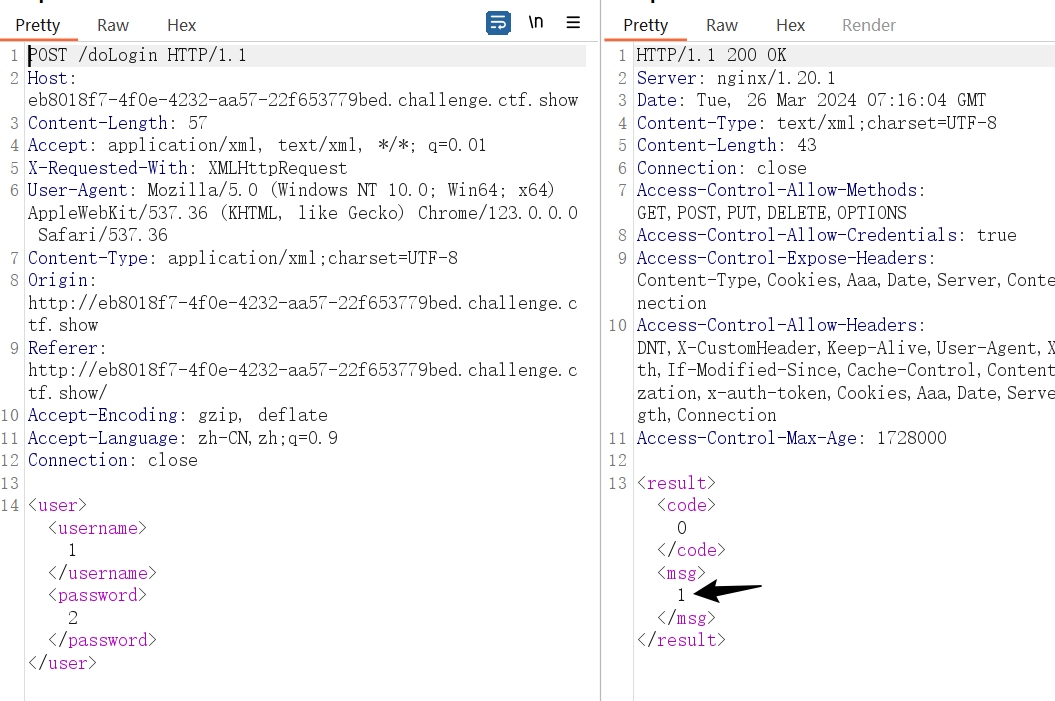 Pretty Raw Hex \n
1 POST /doLogin HTTP/1.1
2 Host:
eb8018f7-4f0e-4232-aa57-22f653779bed.challenge.ctf.show
3 Content-Length: 57
4 Accept: application/xml, text/xml, */*; q=0.01
5 X-Requested-With: XMLHttpRequest
6 User-Agent: Mozilla/5.0 (Windows NT 10.0; Win64; x64)
AppleWebKit/537.36 (KHTML, like Gecko) Chrome/123.0.0.0
Safari/537.36
7 Content-Type: application/xml;charset=UTF-8
8 Origin:
http://eb8018f7-4f0e-4232-aa57-22f653779bed.challenge.c
tf.show
9 Referer:
http://eb8018f7-4f0e-4232-aa57-22f653779bed.challenge.c
tf.show/
10 Accept-Encoding: gzip, deflate
11 Accept-Language: zh-CN,zh;q=0.9
12 Connection: close
13
14 <user>
<username>
1
</username>
<password>
2
</password>
</user>
Pretty Raw Hex Render
1 HTTP/1.1 200 OK
2 Server: nginx/1.20.1
3 Date: Tue, 26 Mar 2024 07:16:04 GMT
4 Content-Type: text/xml;charset=UTF-8
5 Content-Length: 43
6 Connection: close
7 Access-Control-Allow-Methods:
GET,POST,PUT,DELETE,OPTIONS
8 Access-Control-Allow-Credentials: true
9 Access-Control-Expose-Headers:
Content-Type,Cookies,Aaa,Date,Server,Conte
nection
10 Access-Control-Allow-Headers:
DNT,X-CustomHeader,Keep-Alive,User-Agent,X
th,If-Modified-Since,Cache-Control,Content
zation,x-auth-token,Cookies,Aaa,Date,Serve
gth,Connection
11 Access-Control-Max-Age: 1728000
12
13 <result>
<code>
0
</code>
<msg>
1
</msg>
</result>